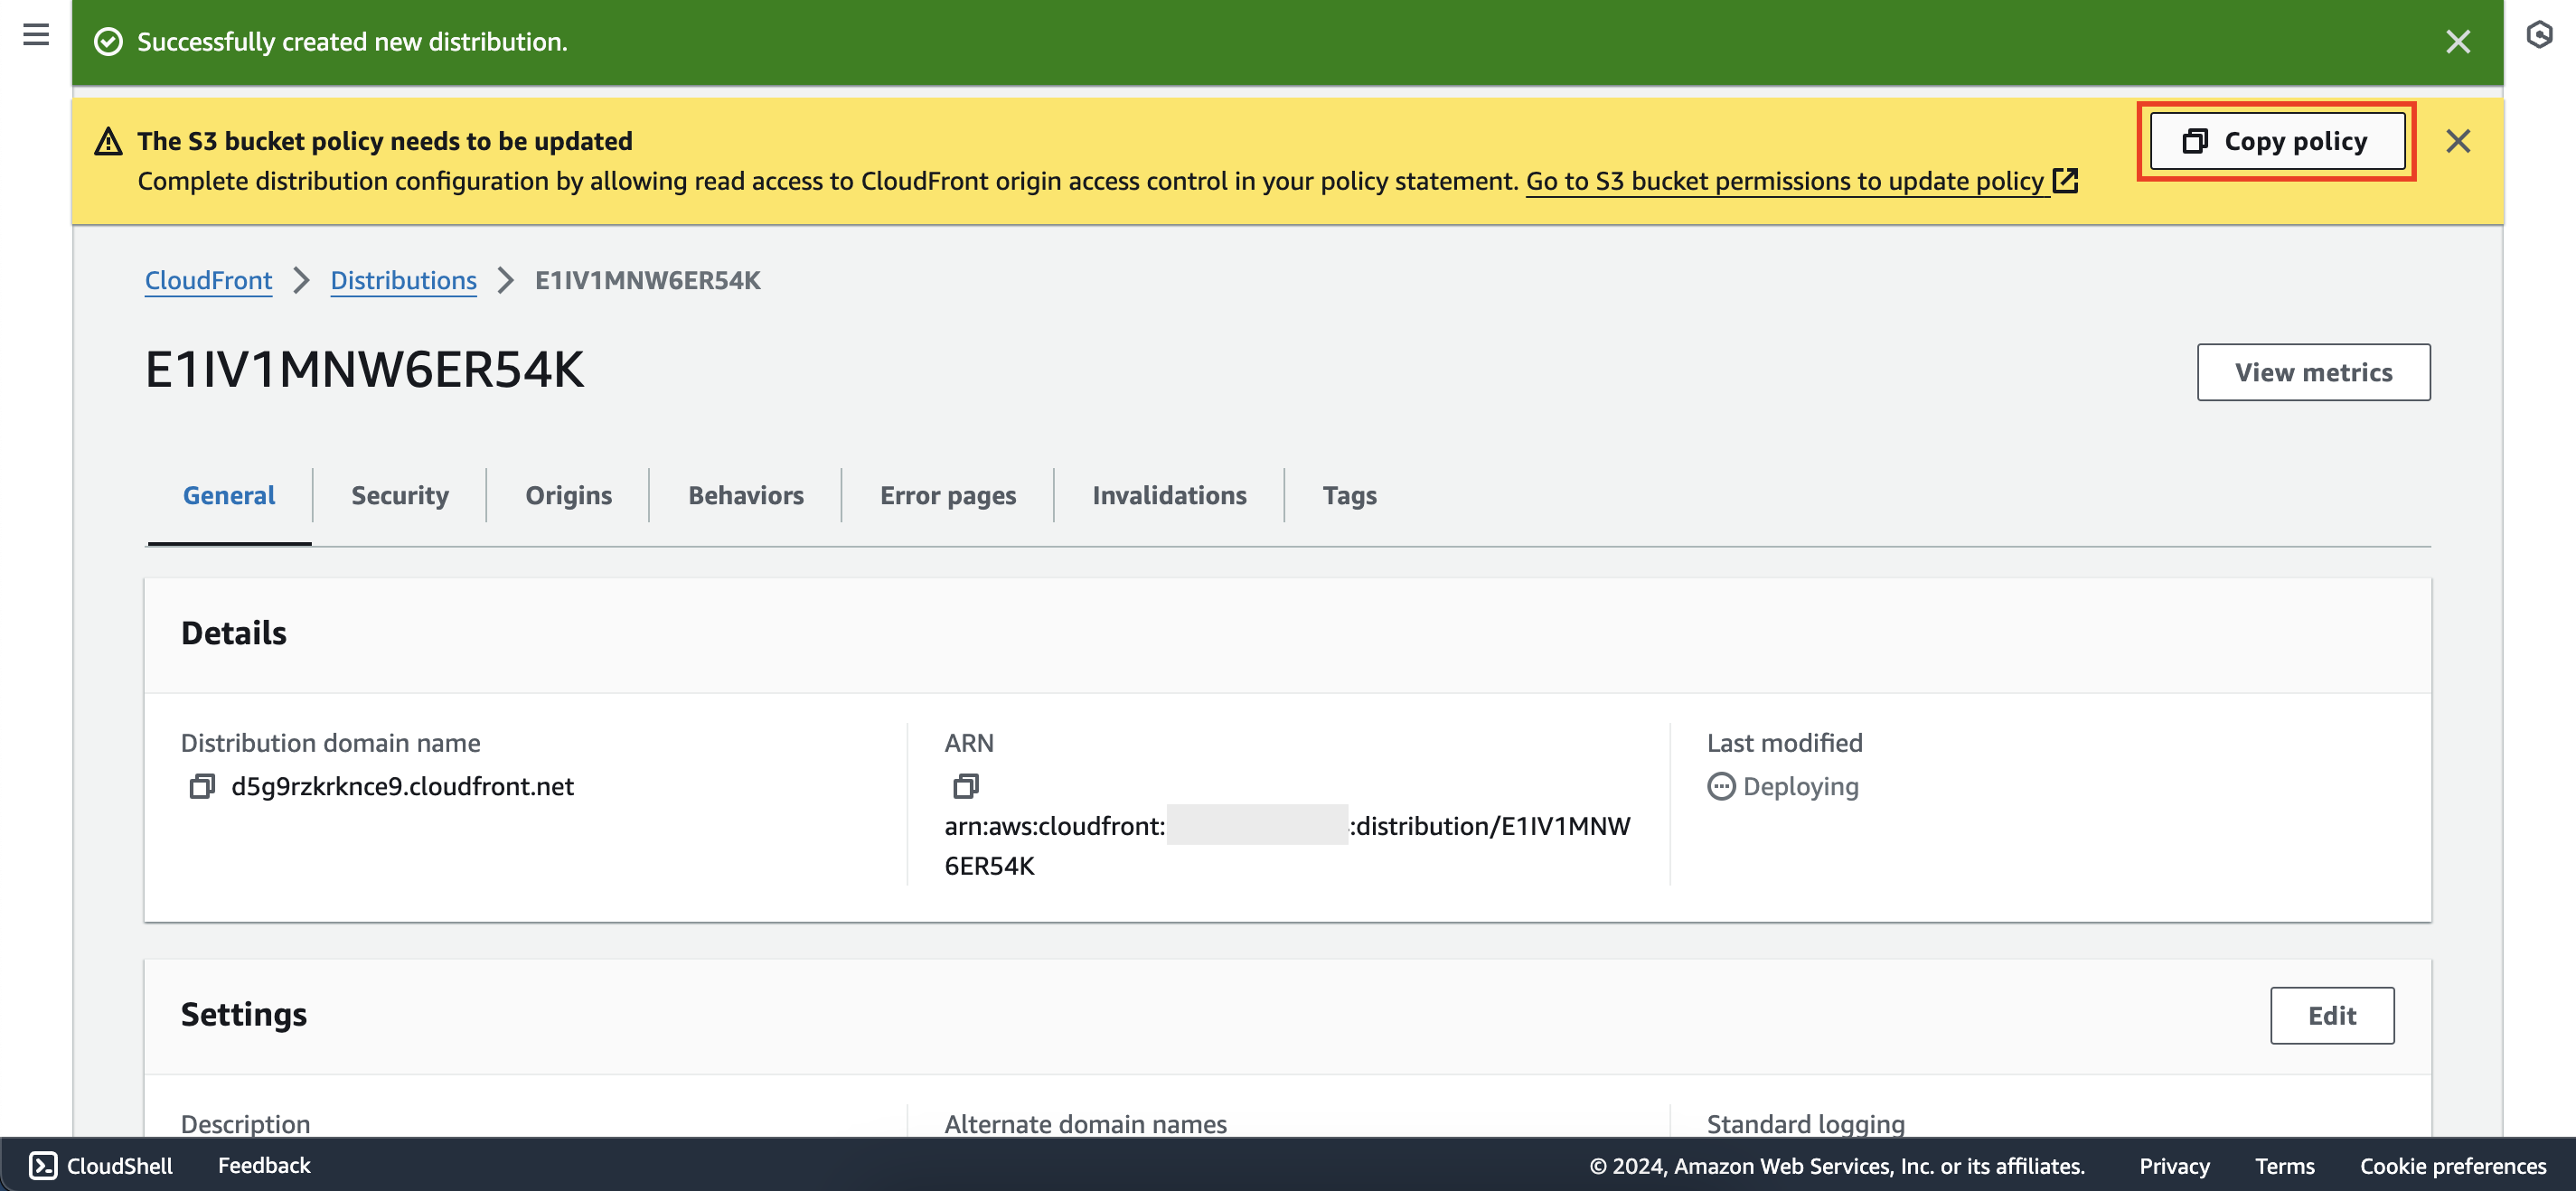 Successfully created new distribution.
The S3 bucket policy needs to be updated
Copy policy
Complete distribution configuration by allowing read access to CloudFront origin access control in your policy statement. Go to S3 bucket permissions to update policy
CloudFront
Distributions
E1IV1MNW6ER54K
E1IV1MNW6ER54K
View metrics
General
Security
Origins
Behaviors
Error pages
Invalidations
Tags
Details
Distribution domain name
d5g9rzkrknce9.cloudfront.net
ARN
arn:aws:cloudfront: :distribution/E1IV1MNW
6ER54K
Last modified
Deploying
Settings
Edit
Description
Alternate domain names
Standard logging
CloudShell
Feedback
© 2024, Amazon Web Services, Inc. or its affiliates.
Privacy
Terms
Cookie preferences